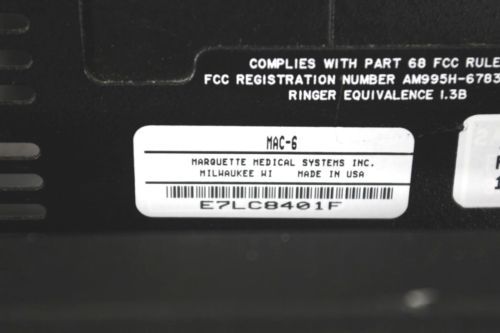 COMPLIES WITH PART 68 FCC RULE
FCC REGISTRATION NUMBER AM995H-6783
RINGER EQUIVALENCE 1.3B
MAC-6
MARQUETTE MEDICAL SYSTEMS INC.
MILWAUKEE WI MADE IN USA
E7LC8401F